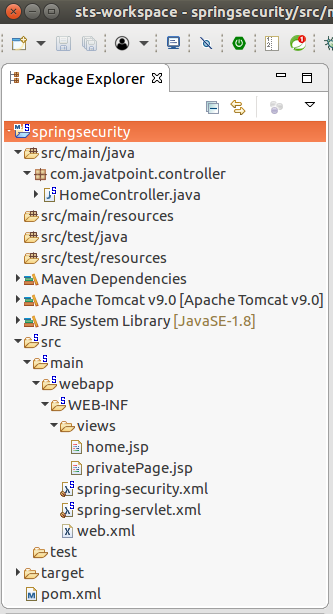 sts-workspace - springsecurity/src/
Package Explorer
springsecurity
src/main/java
com.javatpoint.controller
HomeController.java
src/main/resources
src/test/java
src/test/resources
Maven Dependencies
Apache Tomcat v9.0 [Apache Tomcat v9.0]
JRE System Library [JavaSE-1.8]
src
main
webapp
WEB-INF
views
home.jsp
privatePage.jsp
spring-security.xml
spring-servlet.xml
web.xml
test
target
pom.xml